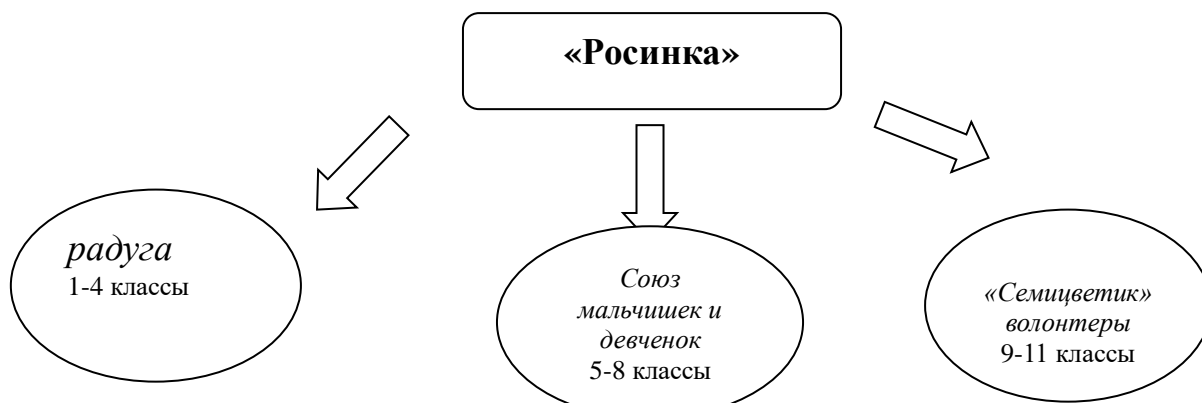 «Росинка»
радуга
1-4 классы
Союз
мальчишек и
девченок
5-8 классы
«Семицветик»
волонтеры
9-11 классы